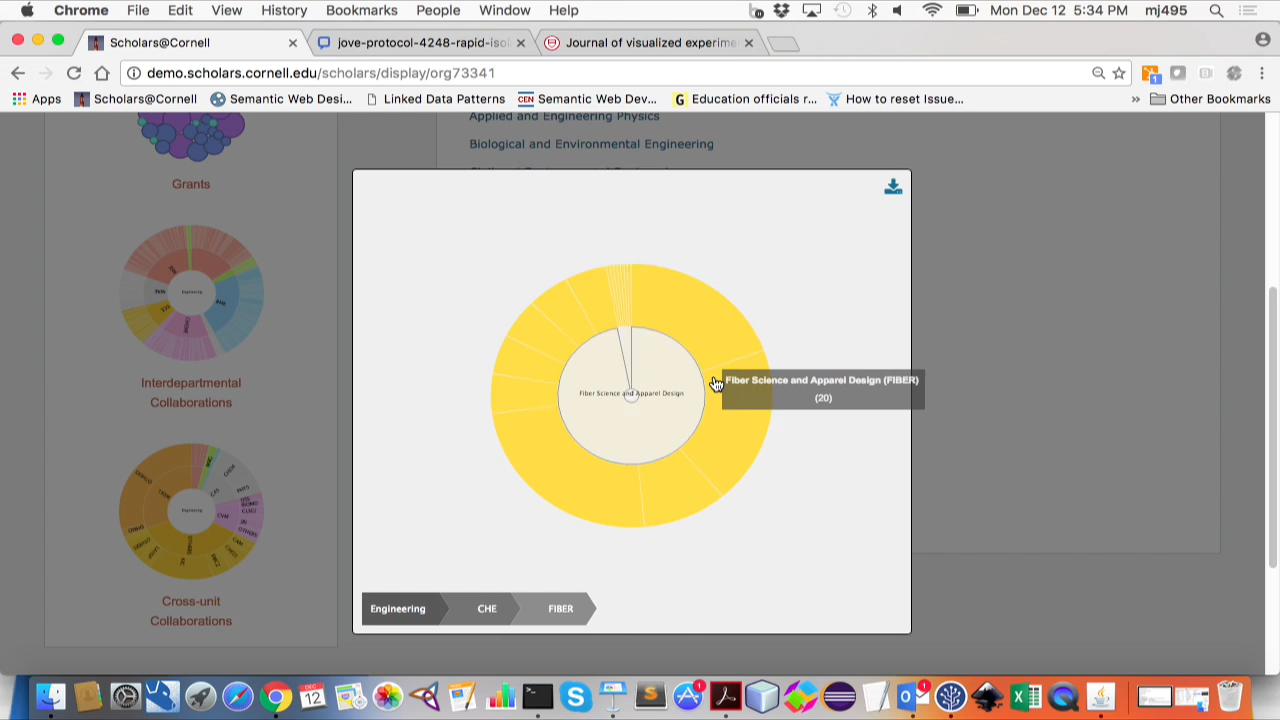 Chrome File Edit View History Bookmarks People Window Help Mon Dec 12 5:34 PM mj495
Scholars@Cornell jove-protocol-4248-rapid-iso Journal of visualized experime
demo.scholars.cornell.edu/scholars/display/org73341
Apps Scholars@Cornell Semantic Web Desi... Linked Data Patterns CEN Semantic Web Dev... G Education officials r... How to reset Issue... » Other Bookmarks
Applied and Engineering Physics
Biological and Environmental Engineering
Grants
Engineering
Interdepartmental
Collaborations
Engineering
Cross-unit
Collaborations
Fiber Science and Apparel Design
Fiber Science and Apparel Design (FIBER)
(20)
Engineering CHE FIBER